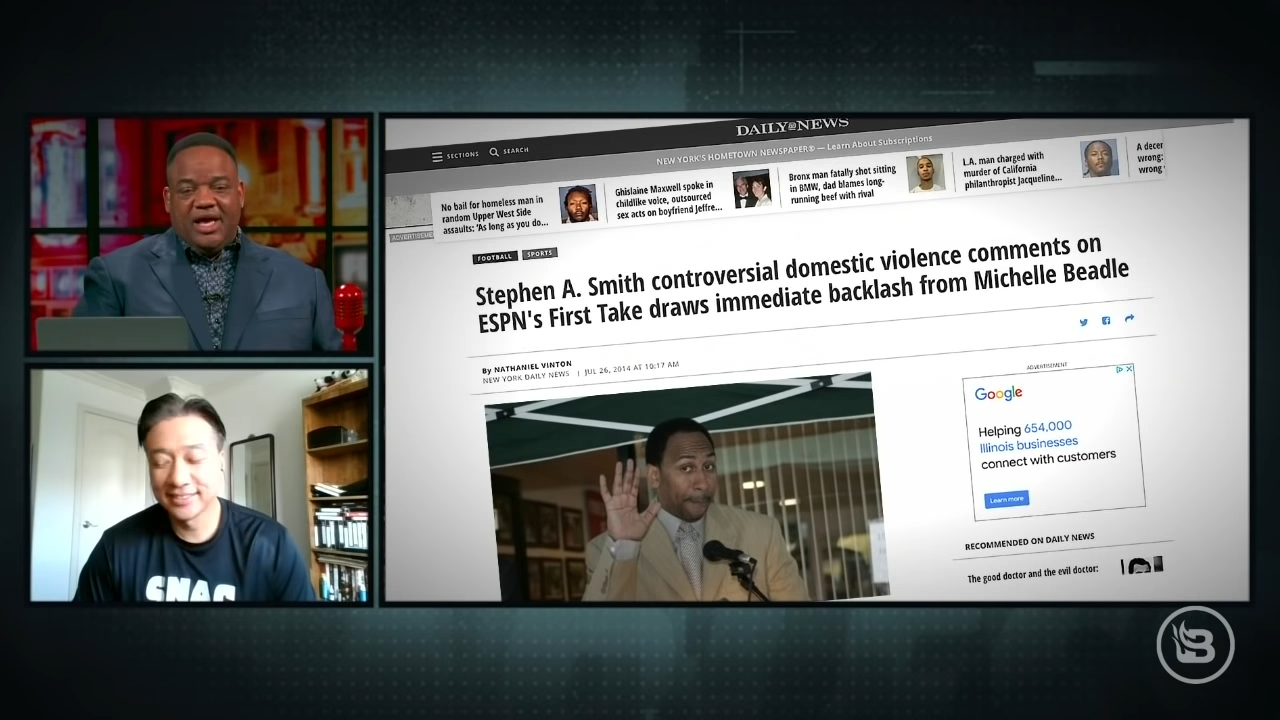 DAILY NEWS
SECTIONS
SEARCH
NEW YORK'S HOMETOWN NEWSPAPER® — Learn About Subscriptions
No bail for homeless man in
random Upper West Side
assaults: 'As long as you do...
Ghislaine Maxwell spoke in
childlike voice, outsourced
sex acts on boyfriend Jeffre...
Bronx man fatally shot sitting
in BMW, dad blames long-
running beef with rival
L.A. man charged with
murder of California
philanthropist Jacqueline...
A decer
wrong:
wrong
FOOTBALL
SPORTS
Stephen A. Smith controversial domestic violence comments on
ESPN's First Take draws immediate backlash from Michelle Beadle
By NATHANIEL VINTON
NEW YORK DAILY NEWS | JUL 26, 2014 AT 10:17 AM
ADVERTISEMENT
Google
Helping 654,000
Illinois businesses
connect with customers
Learn more
RECOMMENDED ON DAILY NEWS
The good doctor and the evil doctor:
B